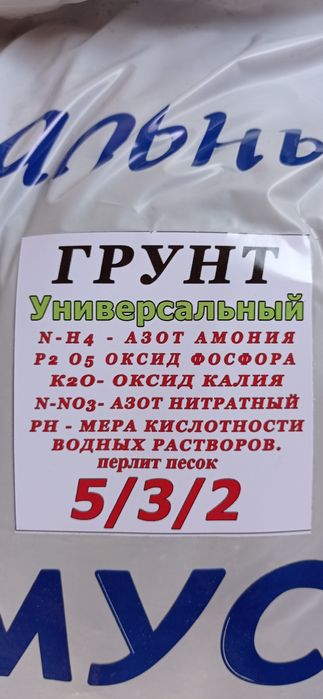 альны
ГРУНТ
Универсальный
N-H4 - АЗОТ АМОНИЯ
P2 O5 ОКСИД ФОСФОРА
K2O- ОКСИД КАЛИЯ
N-NO3- АЗОТ НИТРАТНЫЙ
PH - МЕРА КИСЛОТНОСТИ
ВОДНЫХ РАСТВОРОВ.
перлит песок
5/3/2
МУС